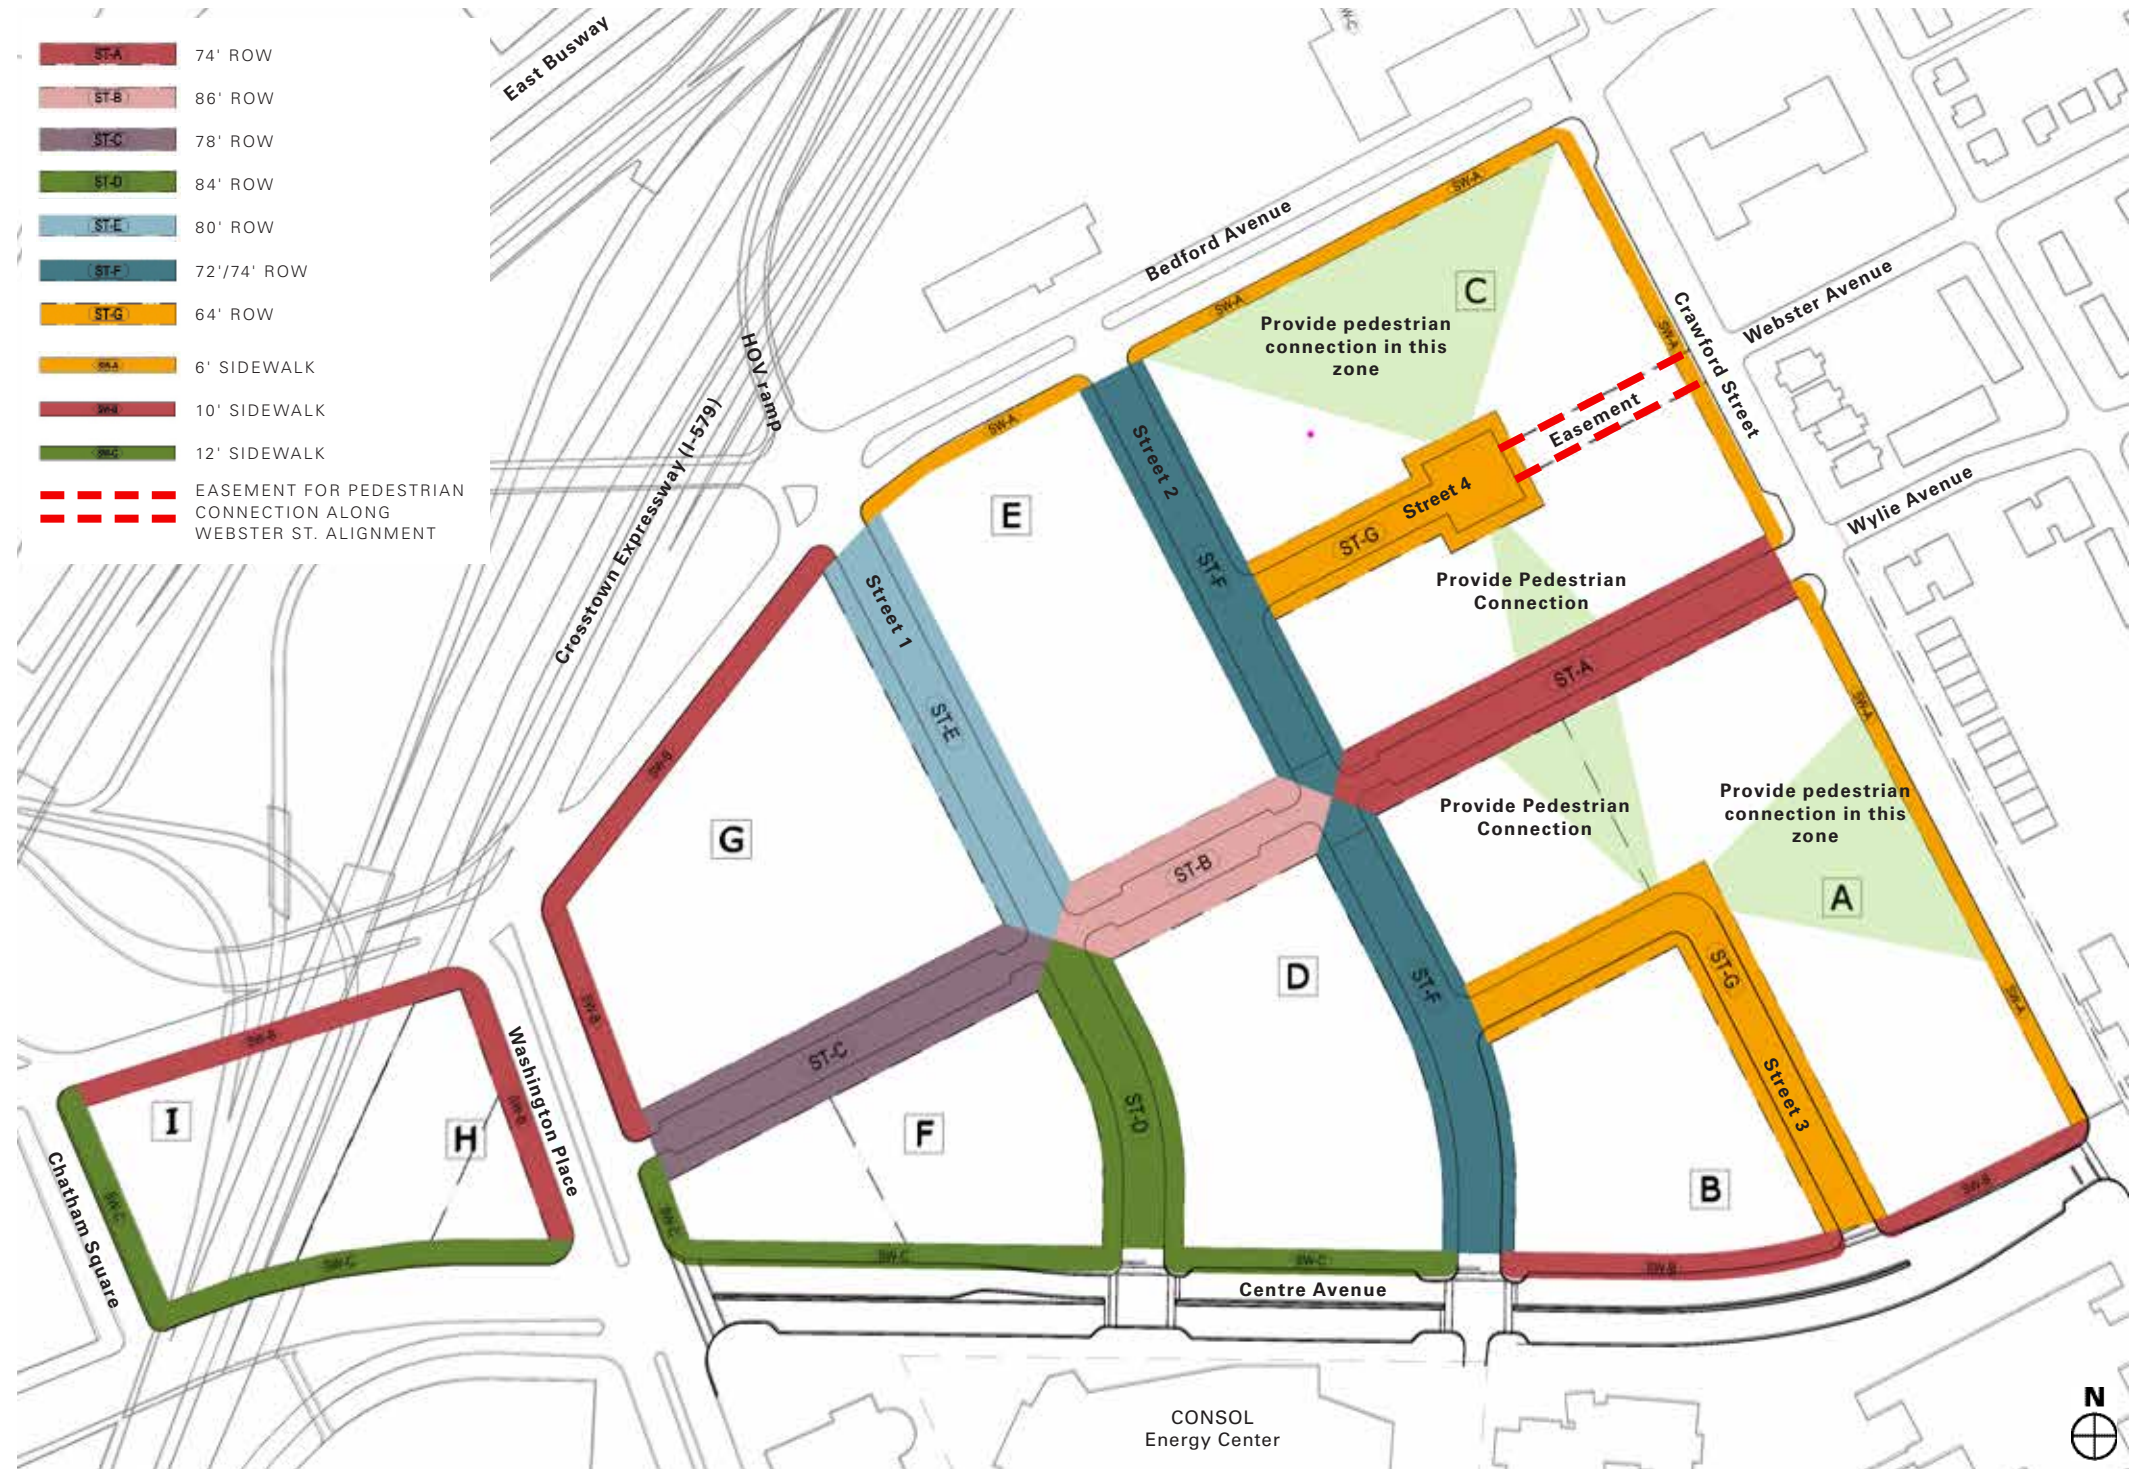 ST-A 74' ROW
ST-B 86' ROW
ST-C 78' ROW
ST-D 84' ROW
ST-E 80' ROW
ST-F 72'/74' ROW
ST-G 64' ROW
SW-A 6' SIDEWALK
SW-B 10' SIDEWALK
SW-C 12' SIDEWALK
EASEMENT FOR PEDESTRIAN
CONNECTION ALONG
WEBSTER ST. ALIGNMENT
East Busway
Crosstown Expressway (I-579)
HOV ramp
Bedford Avenue
SW-A
SW-A
SW-A
SW-A
C
Provide pedestrian
connection in this
zone
Crawford Street
Webster Avenue
Wylie Avenue
Easement
Street 4
ST-G
Street 2
ST-F
E
Street 1
ST-E
Provide Pedestrian
Connection
ST-A
SW-A
Provide Pedestrian
Connection
Provide pedestrian
connection in this
zone
A
SW-A
G
SW-B
SW-B
ST-B
D
ST-F
ST-G
Street 3
B
ST-C
F
ST-D
SW-B
I
H
SW-B
Washington Place
Chatham Square
SW-C
SW-C
SW-C
SW-C
SW-C
SW-B
SW-B
Centre Avenue
CONSOL
Energy Center
N